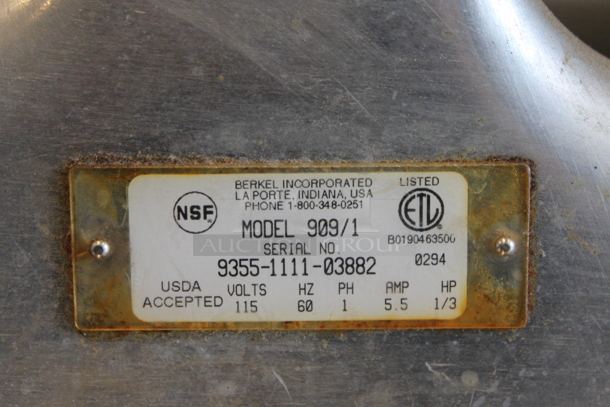 BERKEL INCORPORATED
LA PORTE, INDIANA, USA
PHONE 1-800-348-0251
LISTED
NSF
ETL
MODEL 909/1
B0190463500
AUCTION GROUP
SERIAL NO.
9355-1111-03882
0294
USDA ACCEPTED
VOLTS HZ PH AMP HP
115 60 1 5.5 1/3